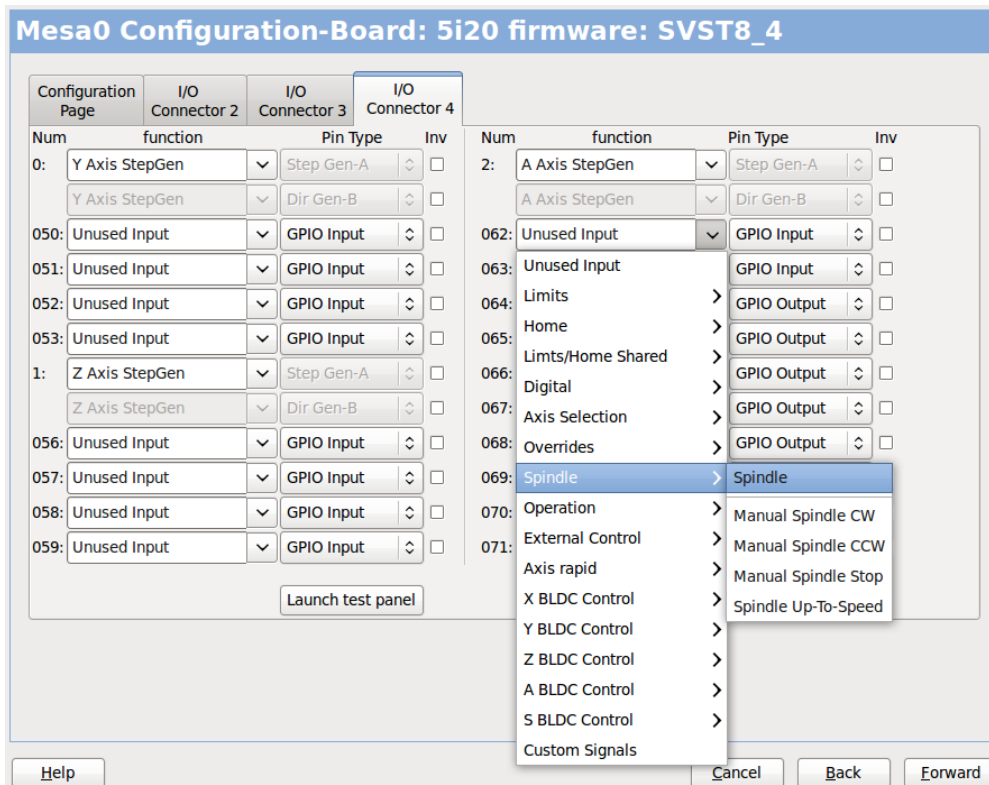 Mesa0 Configuration-Board: 5i20 firmware: SVST8_4
Configuration Page
I/O Connector 2
I/O Connector 3
I/O Connector 4
Num function Pin Type Inv
0: Y Axis StepGen Step Gen-A
Y Axis StepGen Dir Gen-B
050: Unused Input GPIO Input
051: Unused Input GPIO Input
052: Unused Input GPIO Input
053: Unused Input GPIO Input
1: Z Axis StepGen Step Gen-A
Z Axis StepGen Dir Gen-B
056: Unused Input GPIO Input
057: Unused Input GPIO Input
058: Unused Input GPIO Input
059: Unused Input GPIO Input
Launch test panel
Num function Pin Type Inv
2: A Axis StepGen Step Gen-A
A Axis StepGen Dir Gen-B
062: Unused Input GPIO Input
063: GPIO Input
064: GPIO Output
065: GPIO Output
066: GPIO Output
067: GPIO Output
068: GPIO Output
069:
070:
071:
Unused Input
Limits
Home
Limts/Home Shared
Digital
Axis Selection
Overrides
Spindle
Operation
External Control
Axis rapid
X BLDC Control
Y BLDC Control
Z BLDC Control
A BLDC Control
S BLDC Control
Custom Signals
Spindle
Manual Spindle CW
Manual Spindle CCW
Manual Spindle Stop
Spindle Up-To-Speed
Help
Cancel
Back
Forward